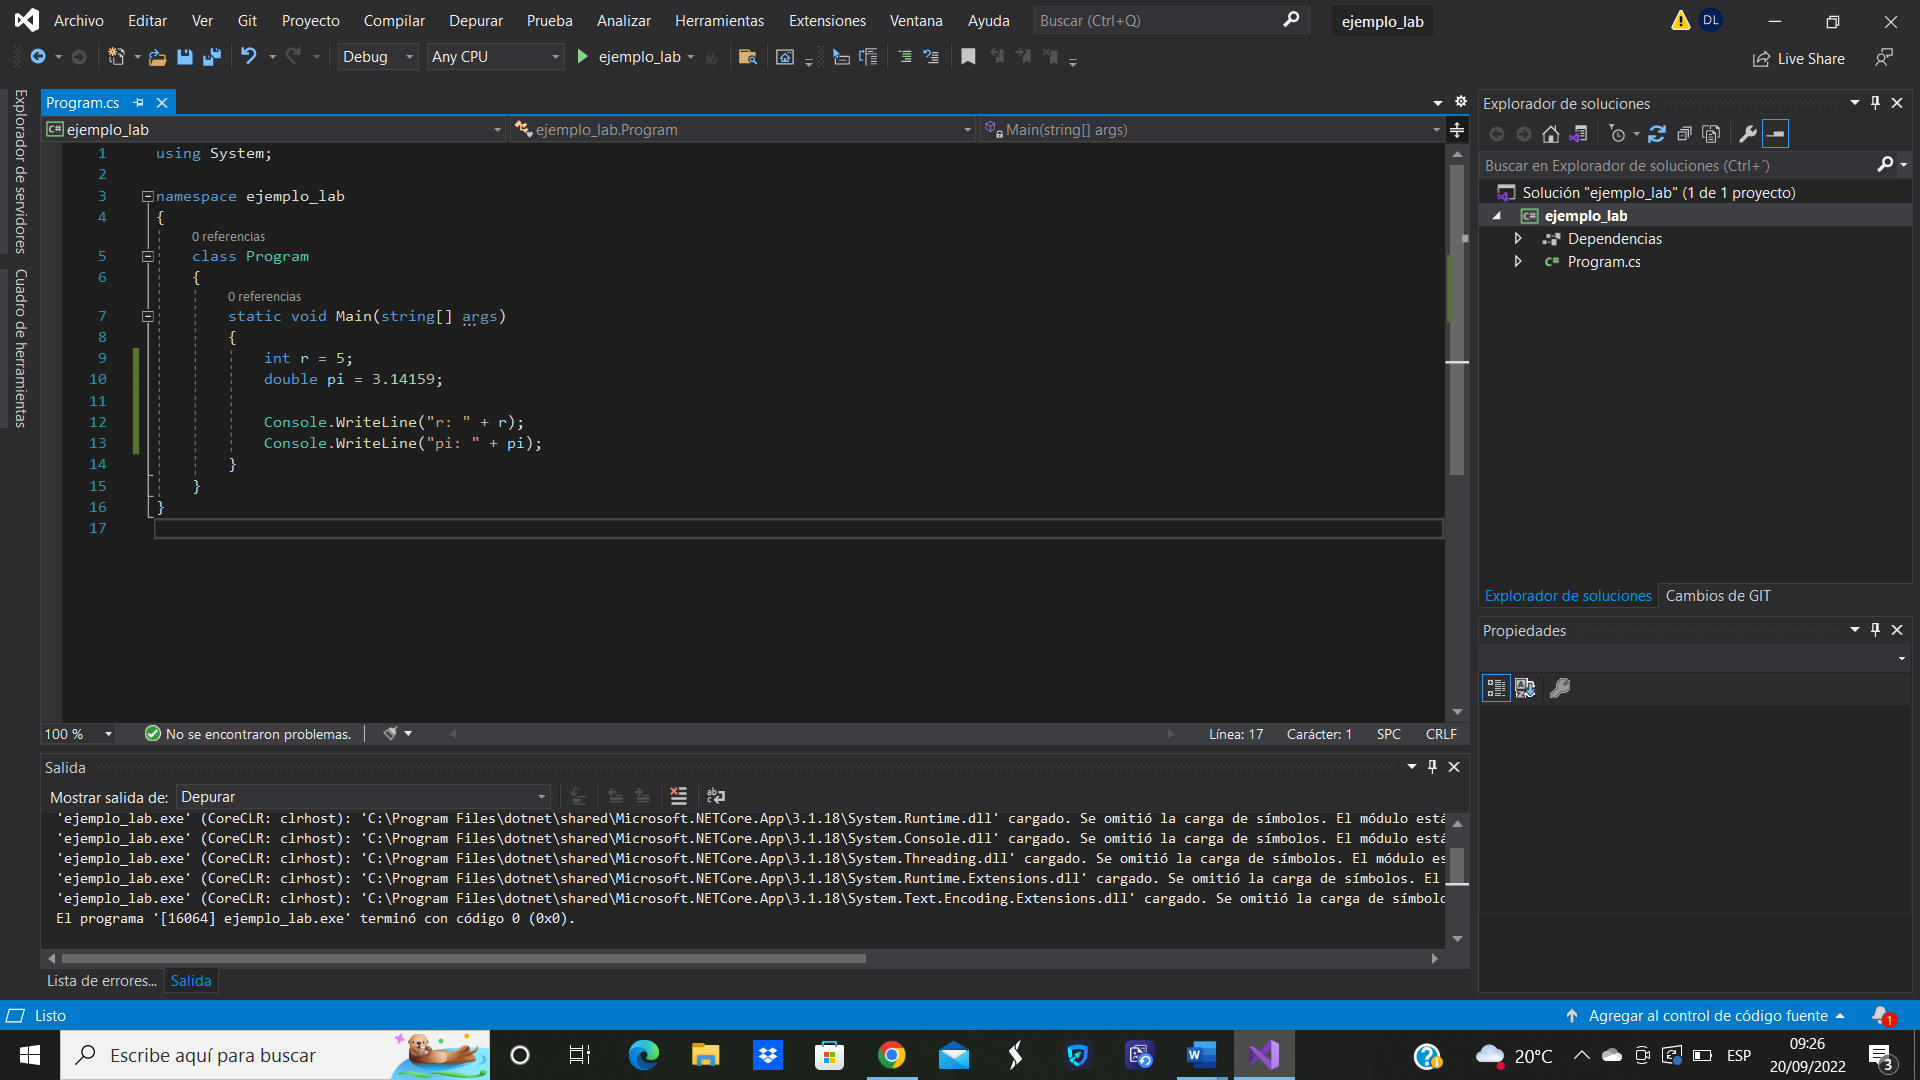 Archivo Editar Ver Git Proyecto Compilar Depurar Prueba Analizar Herramientas Extensiones Ventana Ayuda Buscar (Ctrl+Q) ejemplo_lab DL
Debug Any CPU ejemplo_lab Live Share
Explorador de servidores
Cuadro de herramientas
Program.cs
C# ejemplo_lab ejemplo_lab.Program Main(string[] args)
1 using System;
2
3 namespace ejemplo_lab
4 {
0 referencias
5 class Program
6 {
0 referencias
7 static void Main(string[] args)
8 {
9 int r = 5;
10 double pi = 3.14159;
11
12 Console.WriteLine("r: " + r);
13 Console.WriteLine("pi: " + pi);
14 }
15 }
16 }
17
100 % No se encontraron problemas. Línea: 17 Carácter: 1 SPC CRLF
Salida
Mostrar salida de: Depurar
'ejemplo_lab.exe' (CoreCLR: clrhost): 'C:\Program Files\dotnet\shared\Microsoft.NETCore.App\3.1.18\System.Runtime.dll' cargado. Se omitió la carga de símbolos. El módulo está
'ejemplo_lab.exe' (CoreCLR: clrhost): 'C:\Program Files\dotnet\shared\Microsoft.NETCore.App\3.1.18\System.Console.dll' cargado. Se omitió la carga de símbolos. El módulo está
'ejemplo_lab.exe' (CoreCLR: clrhost): 'C:\Program Files\dotnet\shared\Microsoft.NETCore.App\3.1.18\System.Threading.dll' cargado. Se omitió la carga de símbolos. El módulo es
'ejemplo_lab.exe' (CoreCLR: clrhost): 'C:\Program Files\dotnet\shared\Microsoft.NETCore.App\3.1.18\System.Runtime.Extensions.dll' cargado. Se omitió la carga de símbolos. El
'ejemplo_lab.exe' (CoreCLR: clrhost): 'C:\Program Files\dotnet\shared\Microsoft.NETCore.App\3.1.18\System.Text.Encoding.Extensions.dll' cargado. Se omitió la carga de símbolo
El programa '[16064] ejemplo_lab.exe' terminó con código 0 (0x0).
Lista de errores... Salida
Explorador de soluciones
Buscar en Explorador de soluciones (Ctrl+´)
Solución "ejemplo_lab" (1 de 1 proyecto)
C# ejemplo_lab
Dependencias
C# Program.cs
Explorador de soluciones Cambios de GIT
Propiedades
Listo Agregar al control de código fuente 1
Escribe aquí para buscar 20°C ESP 09:26
20/09/2022 3